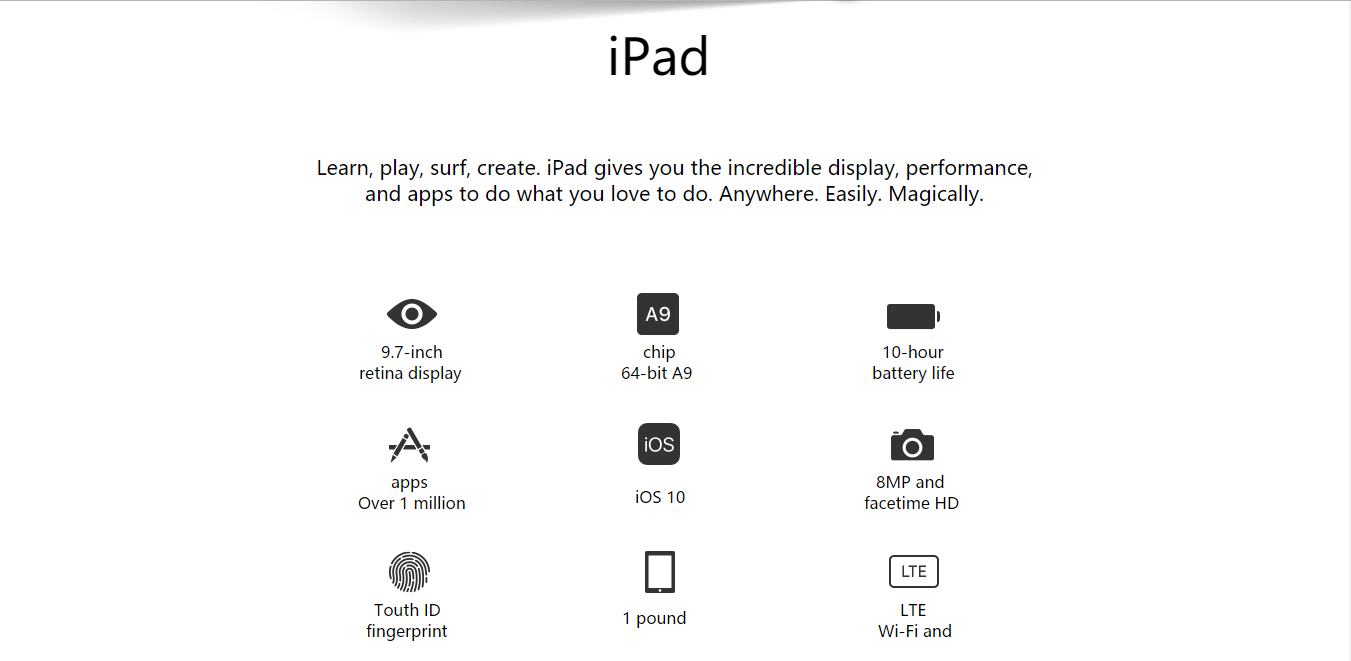 iPad
Learn, play, surf, create. iPad gives you the incredible display, performance,
and apps to do what you love to do. Anywhere. Easily. Magically.
A9
9.7-inch
retina display
chip
64-bit A9
10-hour
battery life
iOS
apps
Over 1 million
iOS 10
8MP and
facetime HD
LTE
Touth ID
fingerprint
1 pound
LTE
Wi-Fi and